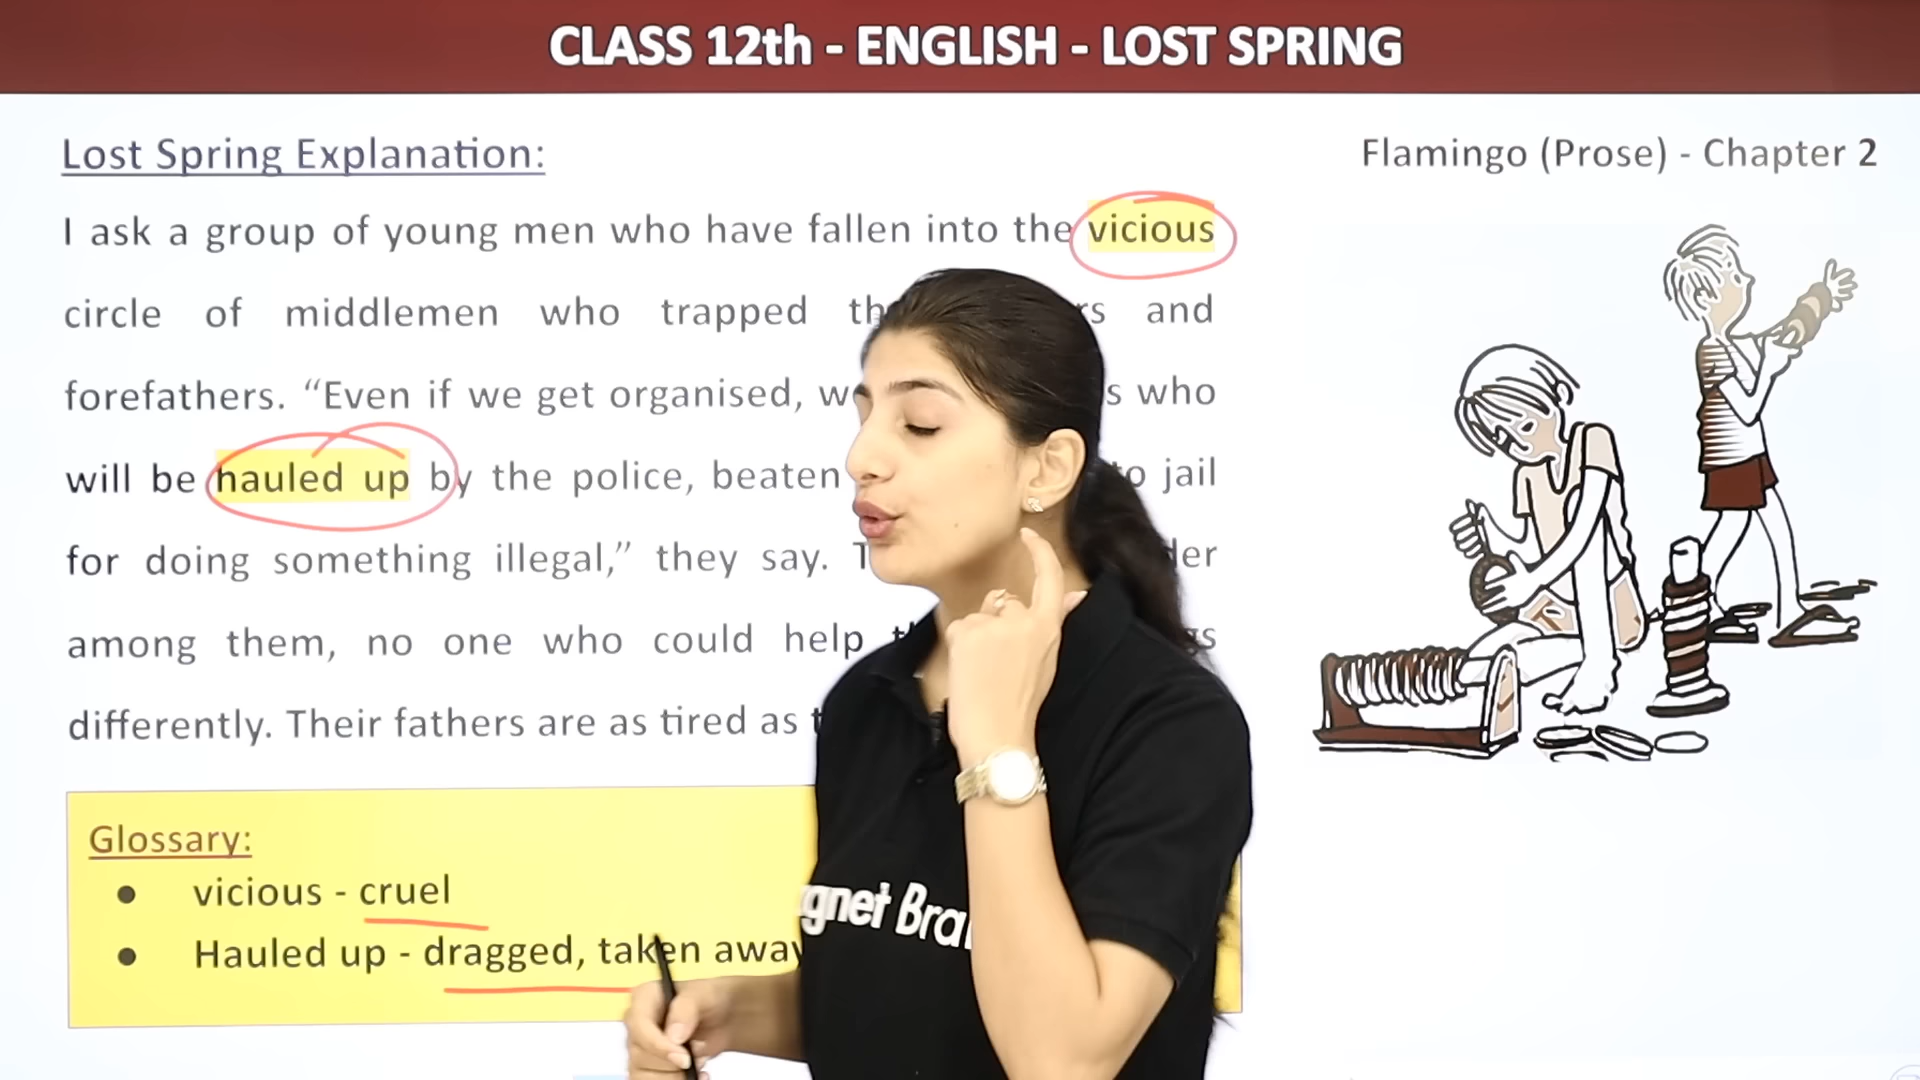 CLASS 12th - ENGLISH - LOST SPRING
Lost Spring Explanation:
Flamingo (Prose) - Chapter 2
I ask a group of young men who have fallen into the vicious
circle of middlemen who trapped and
forefathers. “Even if we get organised, who
will be hauled up by the police, beaten jail
for doing something illegal,” they say.
among them, no one who could help
differently. Their fathers are as tired as
Glossary:
● vicious - cruel
● Hauled up - dragged, taken away
gnet Bra